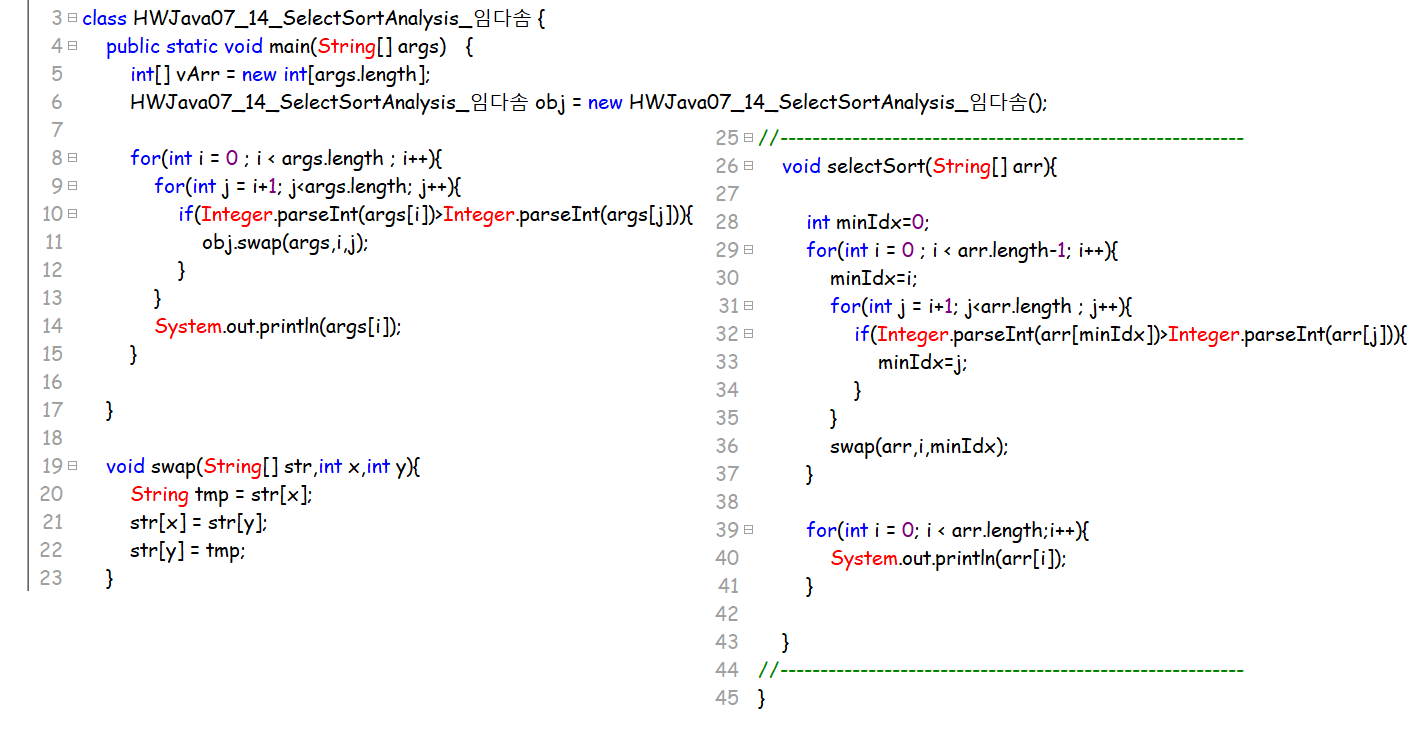 3 class HWJava07_14_SelectSortAnalysis_임다솜 {
4 public static void main(String[] args) {
5 int[] vArr = new int[args.length];
6 HWJava07_14_SelectSortAnalysis_임다솜 obj = new HWJava07_14_SelectSortAnalysis_임다솜();
7
8 for(int i = 0 ; i < args.length ; i++){
9 for(int j = i+1; j<args.length; j++){
10 if(Integer.parseInt(args[i])>Integer.parseInt(args[j])){
11 obj.swap(args,i,j);
12 }
13 }
14 System.out.println(args[i]);
15 }
16
17 }
18
19 void swap(String[] str,int x,int y){
20 String tmp = str[x];
21 str[x] = str[y];
22 str[y] = tmp;
23 }
25 //----------------------------------------------------------
26 void selectSort(String[] arr){
27
28 int minIdx=0;
29 for(int i = 0 ; i < arr.length-1; i++){
30 minIdx=i;
31 for(int j = i+1; j<arr.length ; j++){
32 if(Integer.parseInt(arr[minIdx])>Integer.parseInt(arr[j])){
33 minIdx=j;
34 }
35 }
36 swap(arr,i,minIdx);
37 }
38
39 for(int i = 0; i < arr.length;i++){
40 System.out.println(arr[i]);
41 }
42
43 }
44 //----------------------------------------------------------
45 }